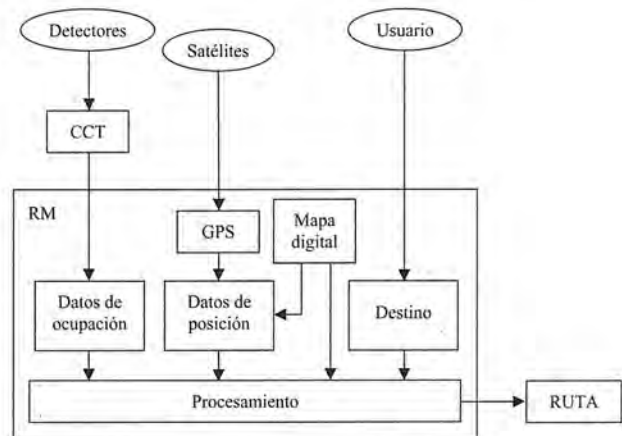 Detectores
Satélites
Usuario
CCT
RM
GPS
Mapa
digital
Datos de
ocupación
Datos de
posición
Destino
Procesamiento
RUTA